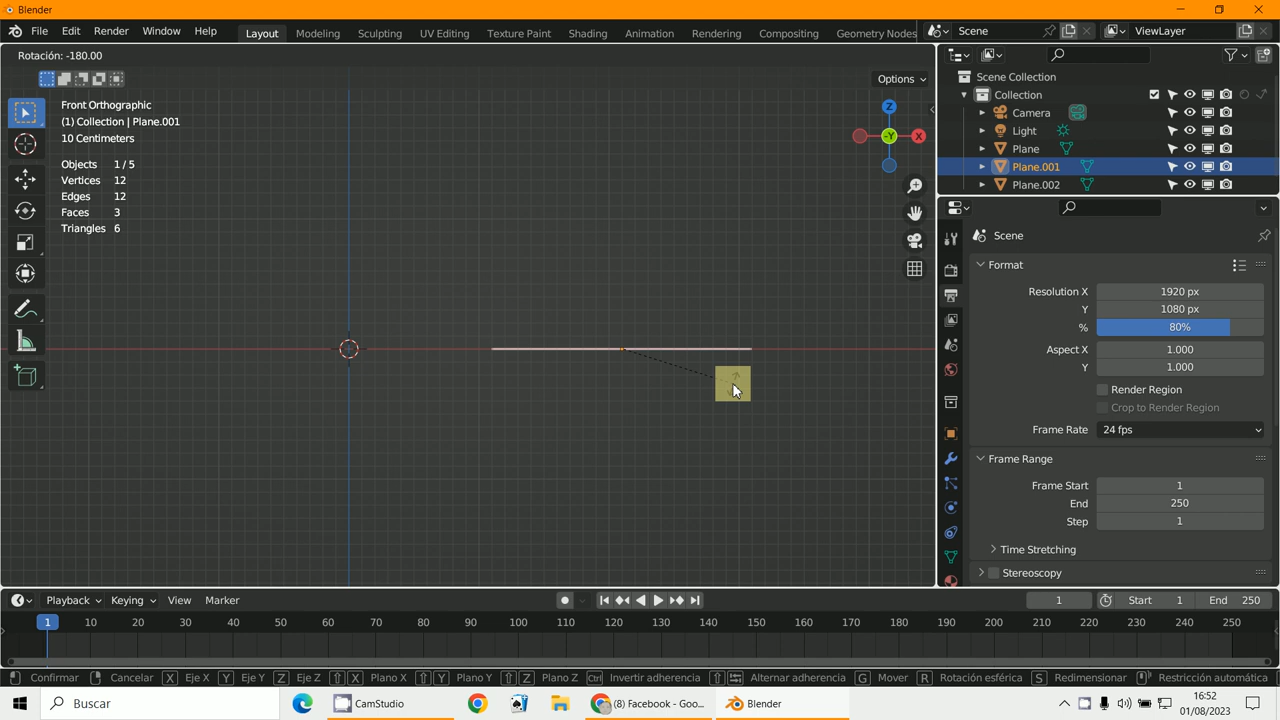 Blender
File Edit Render Window Help
Layout Modeling Sculpting UV Editing Texture Paint Shading Animation Rendering Compositing Geometry Nodes
Scene
ViewLayer
Rotación: -180.00
Options
Front Orthographic
(1) Collection | Plane.001
10 Centimeters
Objects 1 / 5
Vertices 12
Edges 12
Faces 3
Triangles 6
Z
-Y
X
Scene Collection
Collection
Camera
Light
Plane
Plane.001
Plane.002
Scene
Format
Resolution X 1920 px
Y 1080 px
% 80%
Aspect X 1.000
Y 1.000
Render Region
Crop to Render Region
Frame Rate 24 fps
Frame Range
Frame Start 1
End 250
Step 1
Time Stretching
Stereoscopy
Playback Keying View Marker
1 Start 1 End 250
1 10 20 30 40 50 60 70 80 90 100 110 120 130 140 150 160 170 180 190 200 210 220 230 240 250
Confirmar Cancelar X Eje X Y Eje Y Z Eje Z X Plano X Y Plano Y Z Plano Z Ctrl Invertir adherencia Alternar adherencia G Mover R Rotación esférica S Redimensionar Restricción automática
Buscar
CamStudio
(8) Facebook - Goo...
Blender
16:52
01/08/2023